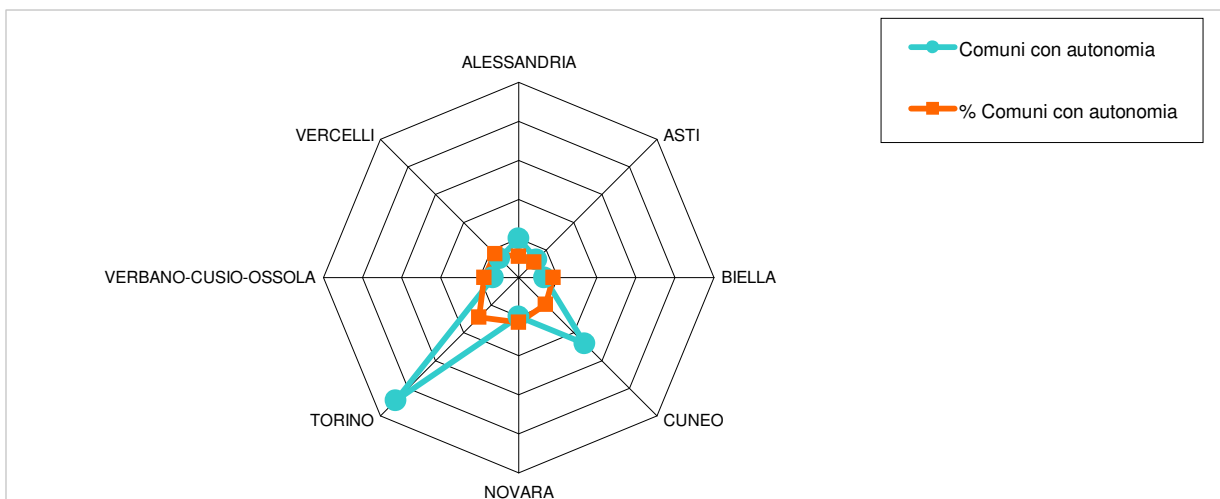 Comuni con autonomia
% Comuni con autonomia
ALESSANDRIA
VERCELLI
ASTI
VERBANO-CUSIO-OSSOLA
BIELLA
TORINO
CUNEO
NOVARA